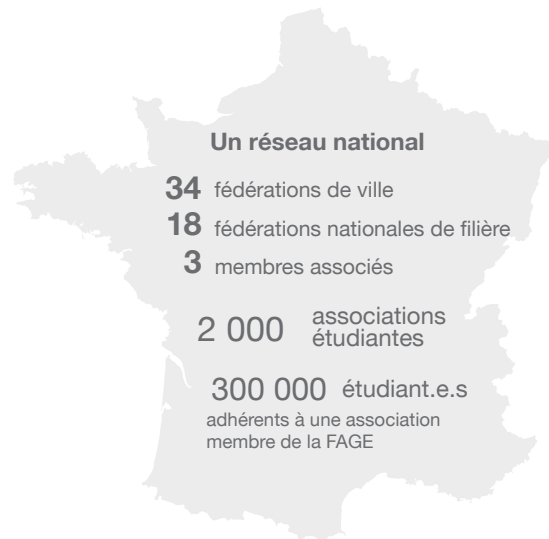 Un réseau national
34 fédérations de ville
18 fédérations nationales de filière
3 membres associés
2 000 associations
étudiantes
300 000 étudiant.e.s
adhérents à une association
membre de la FAGE